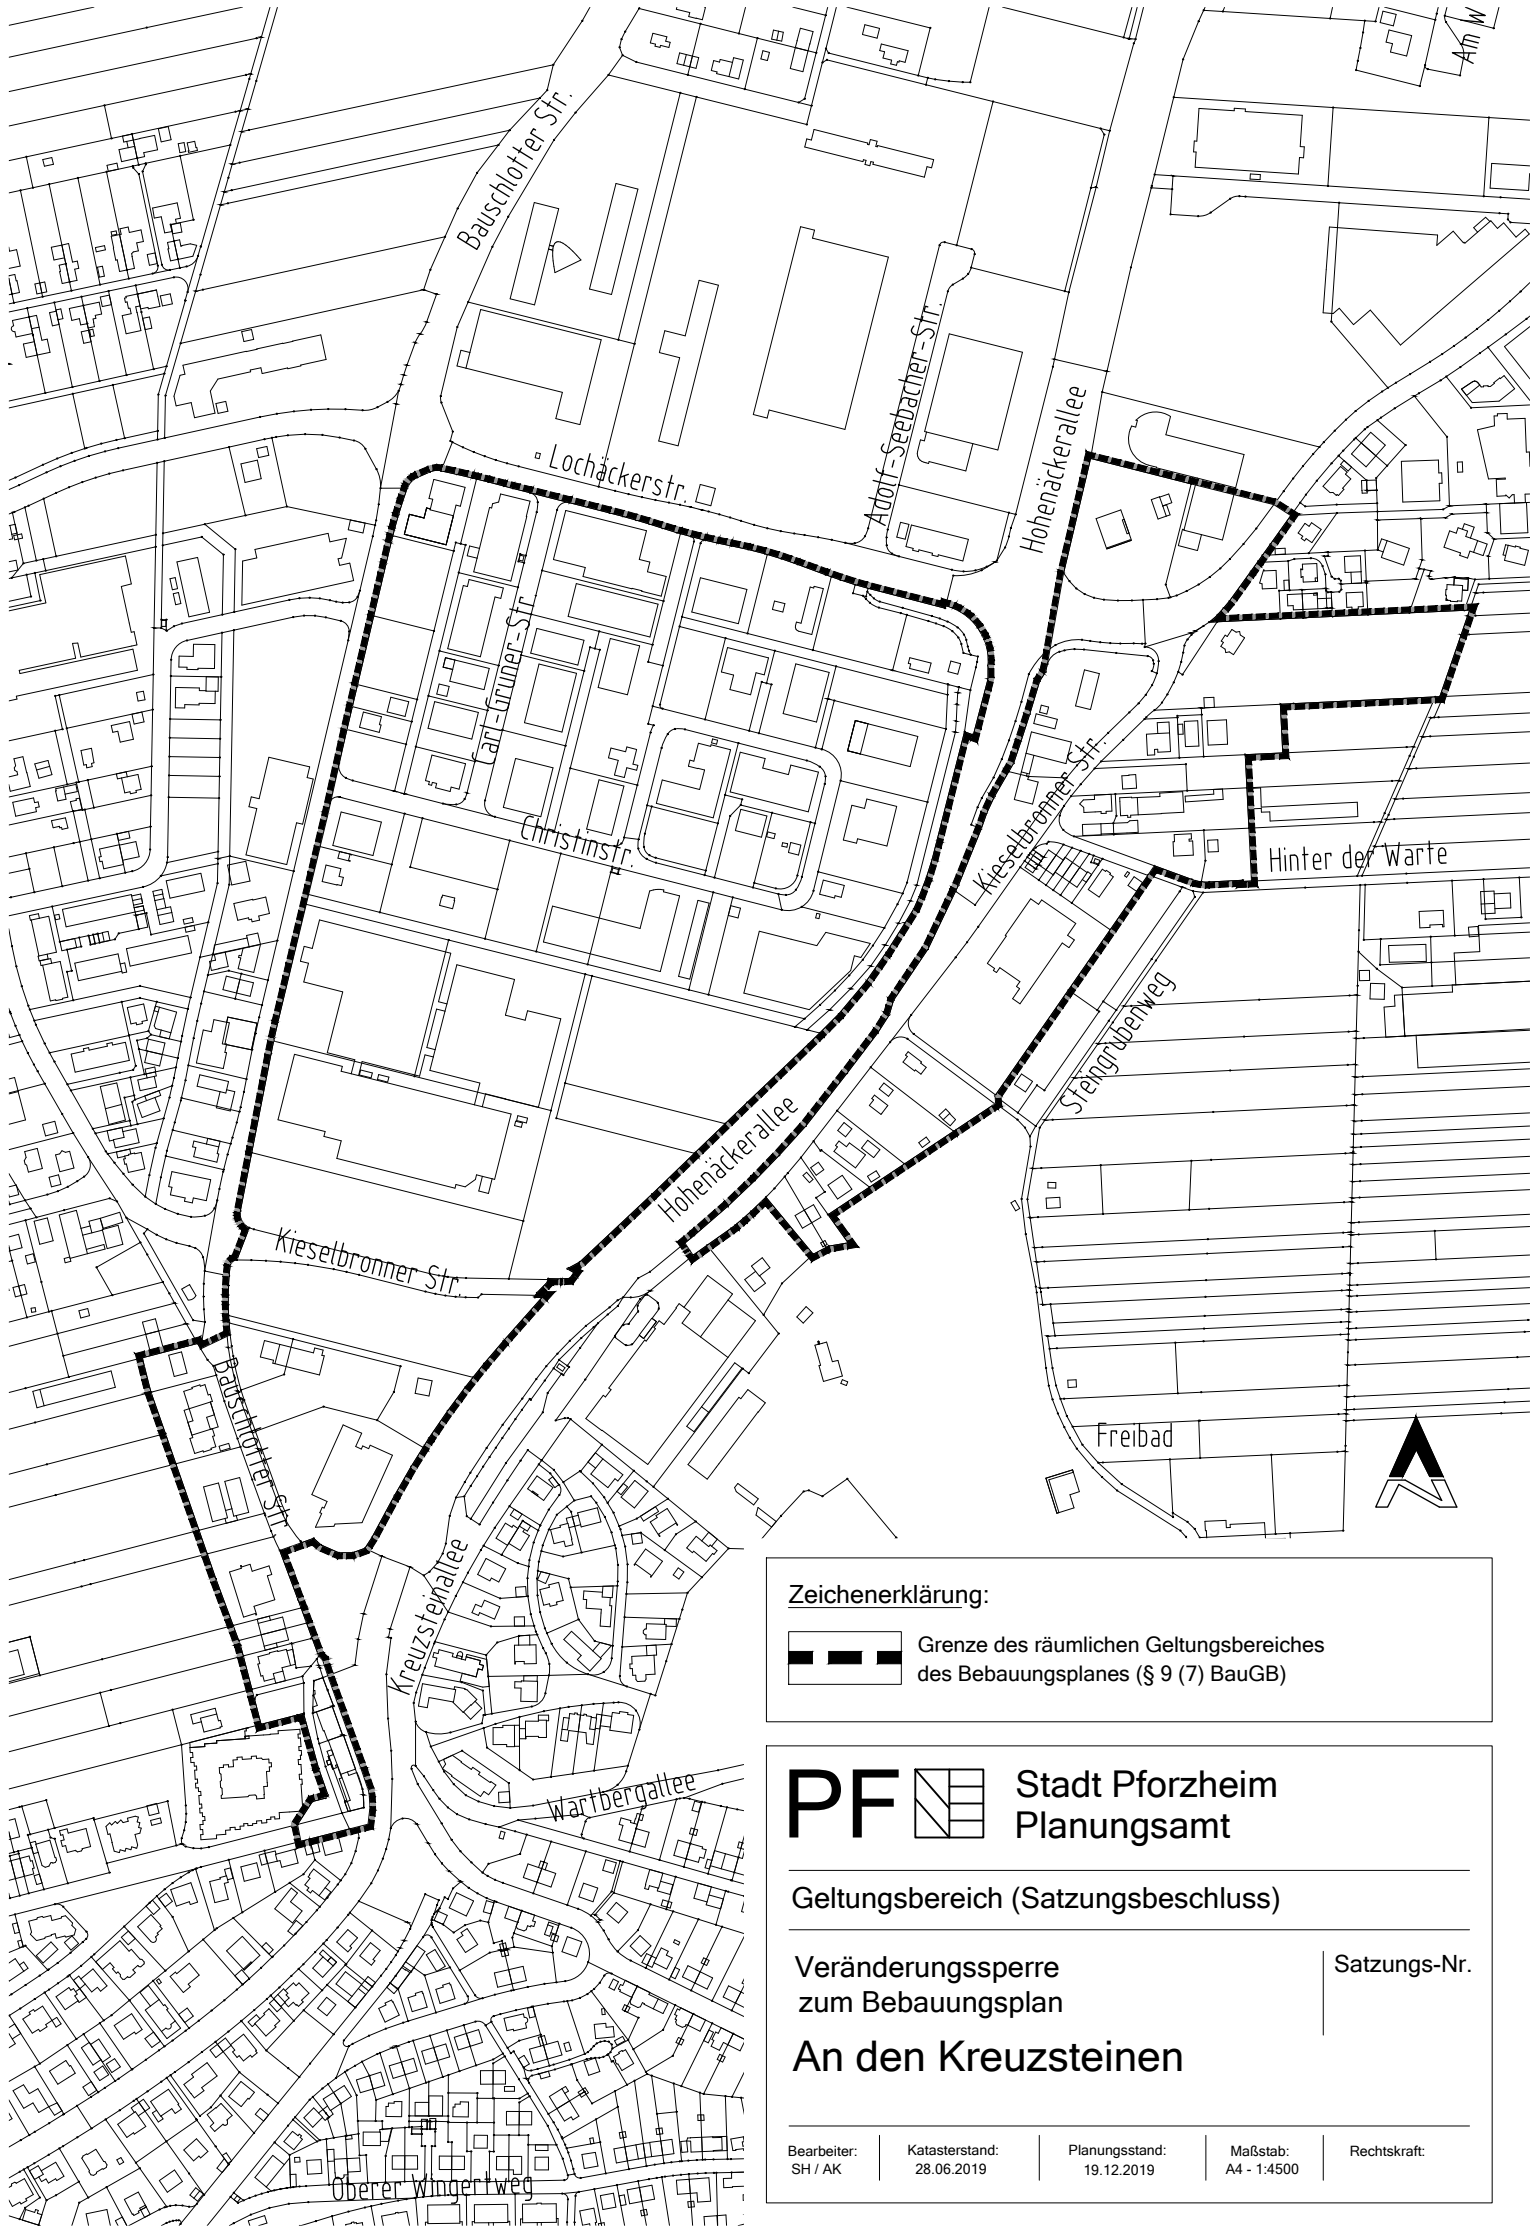 Am W
Bauschlotter Str.
Adolf-Seebacher-Str.
Hohenäckerallee
Lochäckerstr.
Carl-Gruner-Str.
Christinstr.
Kieselbronner Str.
Hinter der Warte
Steingrubenweg
Hohenäckerallee
Kieselbronner Str.
Bauschlotter Str.
Freibad
Kreuzsteinallee
Wartbergallee
Oberer Wingertweg
Zeichenerklärung:
Grenze des räumlichen Geltungsbereiches
des Bebauungsplanes (§ 9 (7) BauGB)
PF
Stadt Pforzheim
Planungsamt
Geltungsbereich (Satzungsbeschluss)
Veränderungssperre
zum Bebauungsplan
Satzungs-Nr.
An den Kreuzsteinen
Bearbeiter:
SH / AK
Katasterstand:
28.06.2019
Planungsstand:
19.12.2019
Maßstab:
A4 - 1:4500
Rechtskraft: